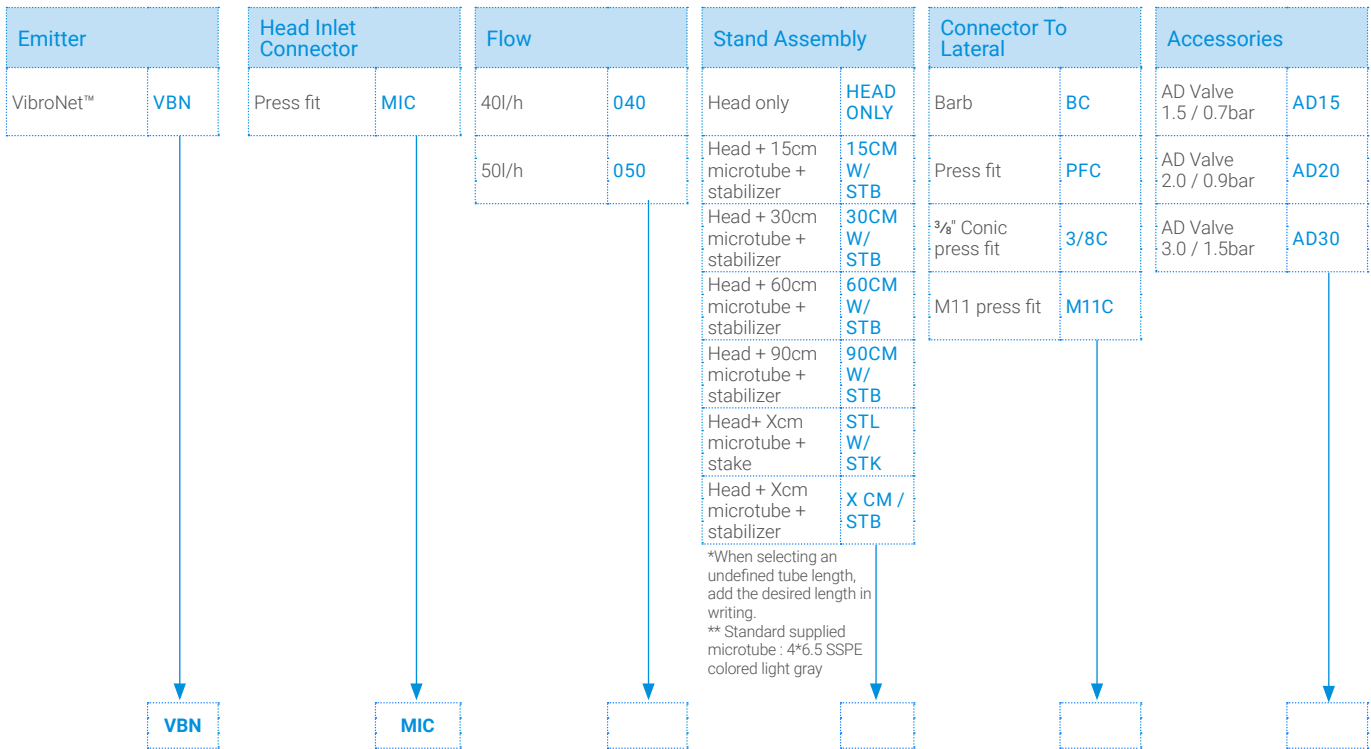 Emitter
VibroNet™ VBN
Head Inlet
Connector
Press fit MIC
Flow
40l/h 040
50l/h 050
Stand Assembly
Head only
HEAD
ONLY
Head + 15cm
microtube +
stabilizer
15CM
W/
STB
Head + 30cm
microtube +
stabilizer
30CM
W/
STB
Head + 60cm
microtube +
stabilizer
60CM
W/
STB
Head + 90cm
microtube +
stabilizer
90CM
W/
STB
Head+ Xcm
microtube +
stake
STL
W/
STK
Head + Xcm
microtube +
stabilizer
X CM /
STB
*When selecting an
undefined tube length,
add the desired length in
writing.
** Standard supplied
microtube : 4*6.5 SSPE
colored light gray
Connector To
Lateral
Barb BC
Press fit PFC
³⁄₈" Conic
press fit
3/8C
M11 press fit M11C
Accessories
AD Valve
1.5 / 0.7bar
AD15
AD Valve
2.0 / 0.9bar
AD20
AD Valve
3.0 / 1.5bar
AD30
VBN MIC